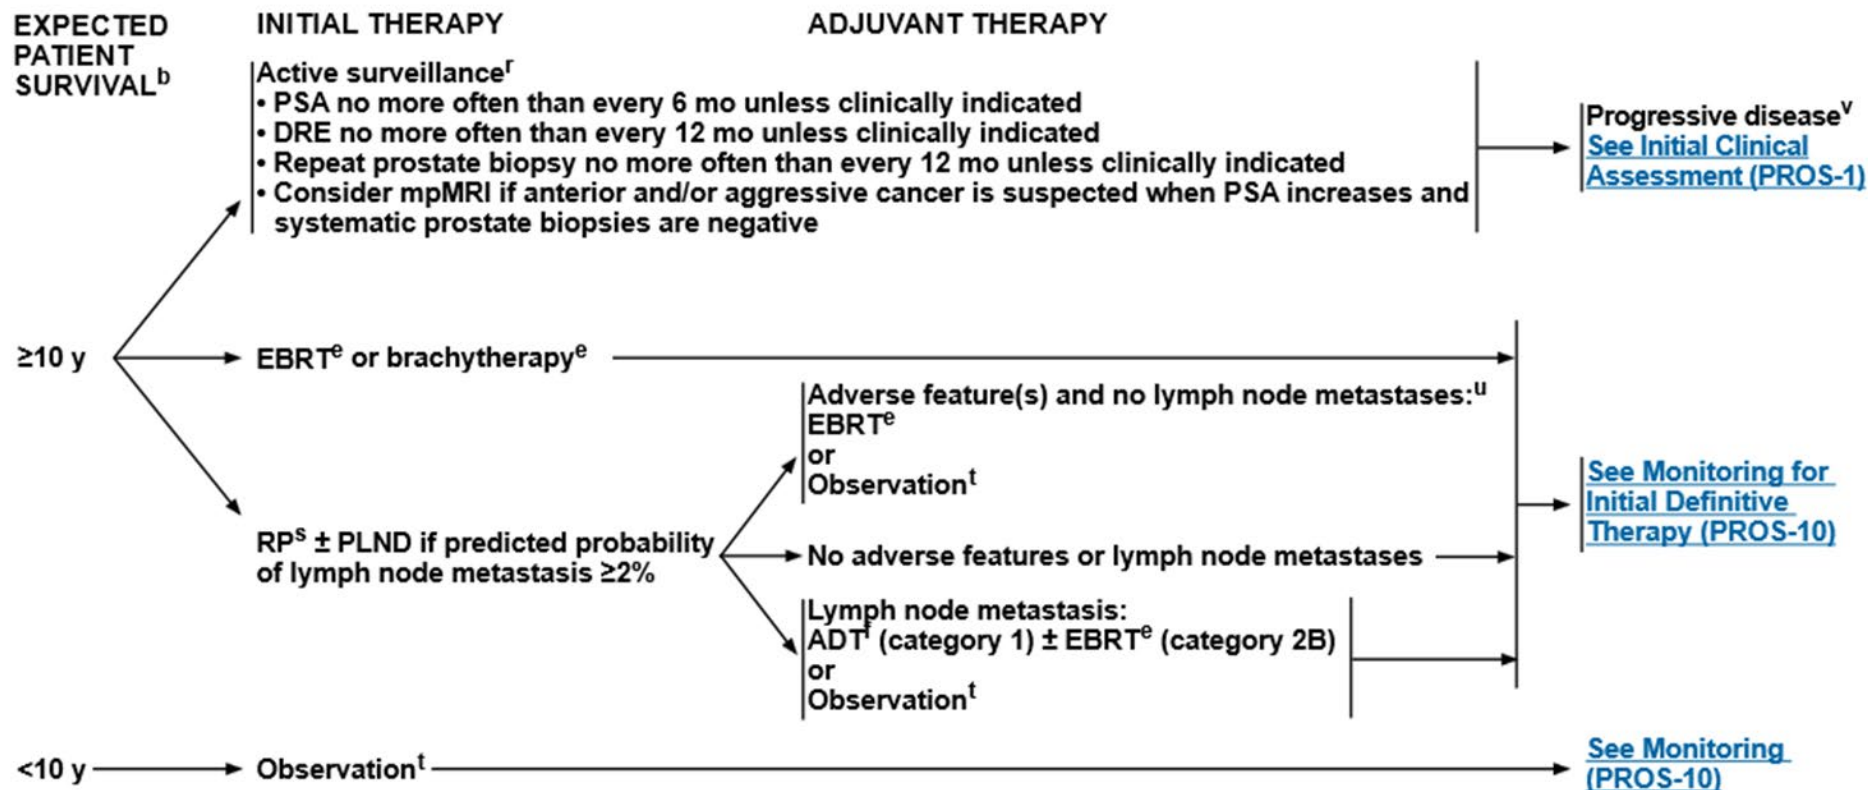 EXPECTED
PATIENT
SURVIVALᵇ
INITIAL THERAPY
ADJUVANT THERAPY
Active surveillanceʳ
• PSA no more often than every 6 mo unless clinically indicated
• DRE no more often than every 12 mo unless clinically indicated
• Repeat prostate biopsy no more often than every 12 mo unless clinically indicated
• Consider mpMRI if anterior and/or aggressive cancer is suspected when PSA increases and
systematic prostate biopsies are negative
Progressive diseaseᵛ
See Initial Clinical
Assessment (PROS-1)
≥10 y
EBRTᵉ or brachytherapyᵉ
RPˢ ± PLND if predicted probability
of lymph node metastasis ≥2%
Adverse feature(s) and no lymph node metastases:ᵘ
EBRTᵉ
or
Observationᵗ
No adverse features or lymph node metastases
Lymph node metastasis:
ADTᶠ (category 1) ± EBRTᵉ (category 2B)
or
Observationᵗ
See Monitoring for
Initial Definitive
Therapy (PROS-10)
<10 y
Observationᵗ
See Monitoring
(PROS-10)